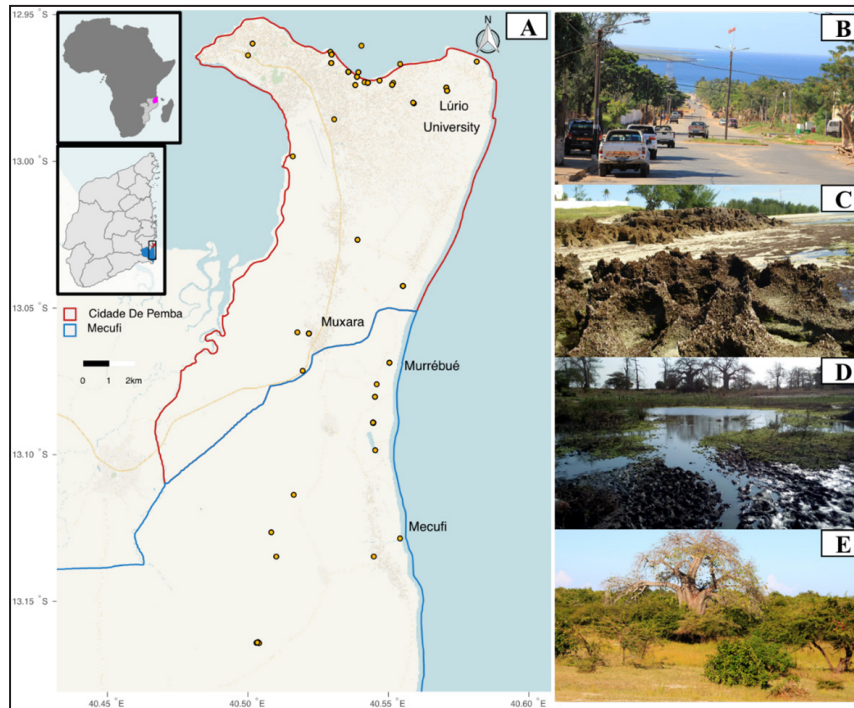 12.95 °S
13.00 °S
13.05 °S
13.10 °S
13.15 °S
40.45 °E
40.50 °E
40.55 °E
40.60 °E
N
A
Lúrio
University
Cidade De Pemba
Mecufi
0 1 2km
Muxara
Murrébué
Mecufi
B
C
D
E